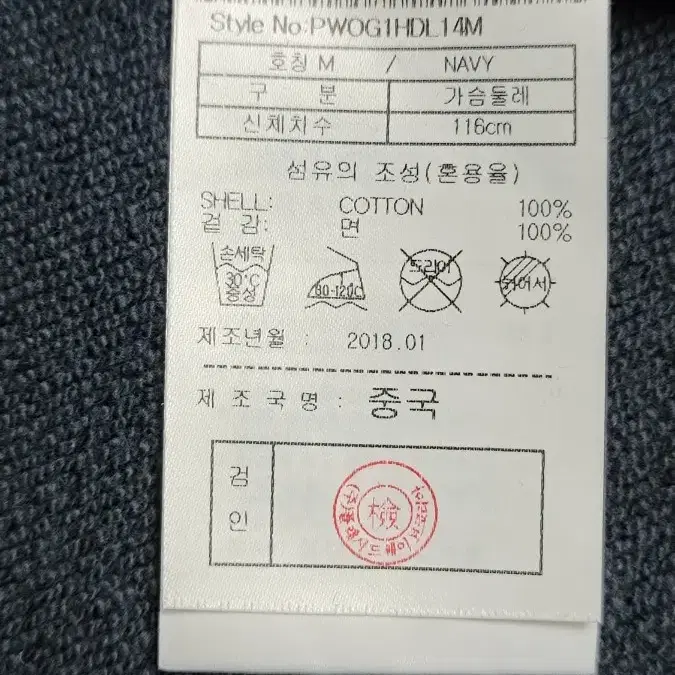 Style No:PWOG1HDL14M
호칭 M / NAVY
구 분 가슴둘레
신체치수 116cm
섬유의 조성(혼용율)
SHELL: COTTON 100%
겉 감: 면 100%
손세탁
30°C
중성
80-120C
드라이
뉘어서
제조년월 : 2018.01
제 조 국 명 : 중국
검
인
檢